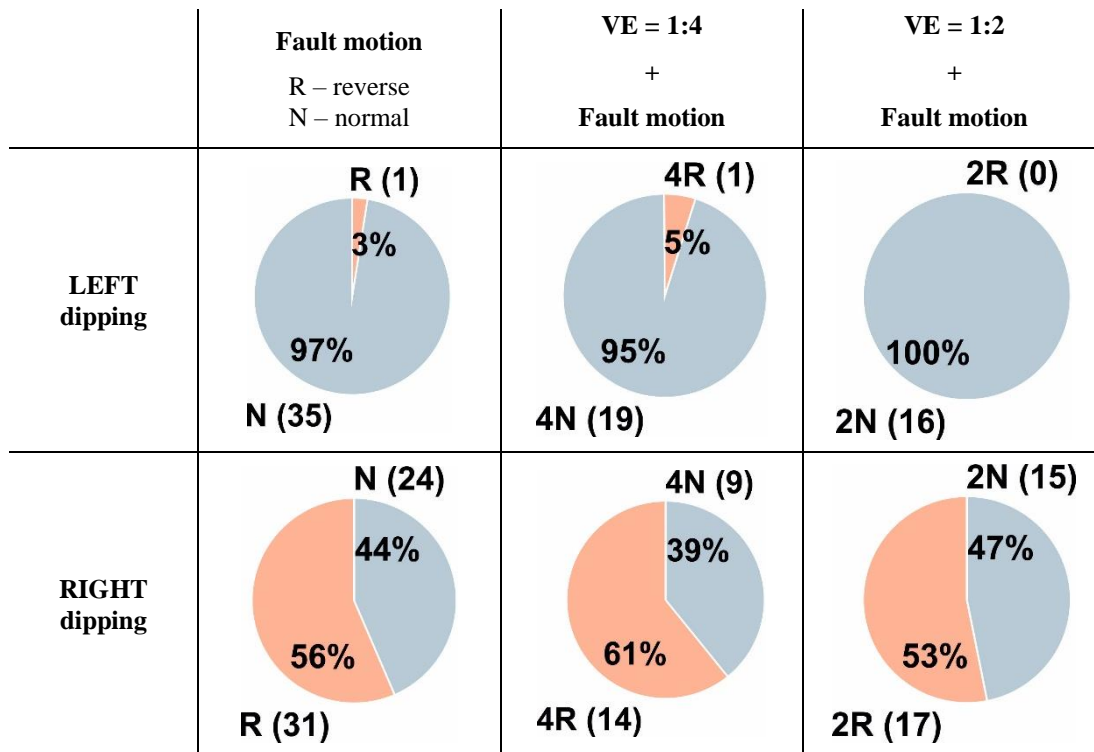 Fault motion
R – reverse
N – normal
VE = 1:4
+
Fault motion
VE = 1:2
+
Fault motion
LEFT
dipping
R (1)
3%
97%
N (35)
4R (1)
5%
95%
4N (19)
2R (0)
100%
2N (16)
RIGHT
dipping
N (24)
44%
56%
R (31)
4N (9)
39%
61%
4R (14)
2N (15)
47%
53%
2R (17)